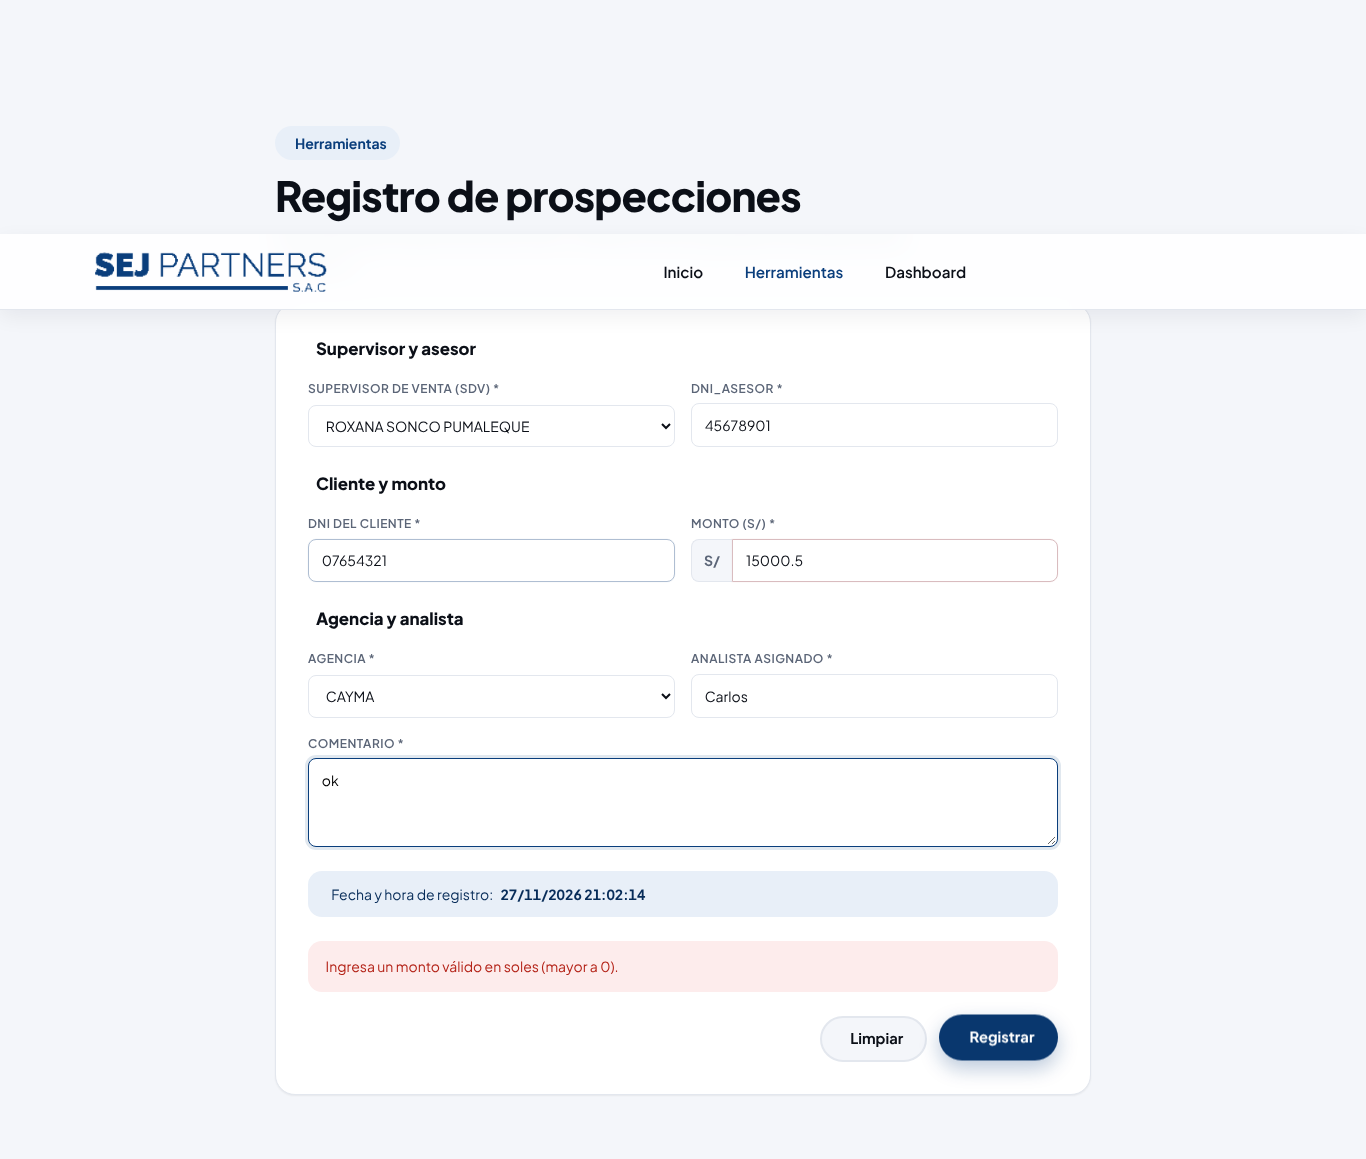 Herramientas
Registro de prospecciones
SEJ PARTNERS
S.A.C
Inicio
Herramientas
Dashboard
Supervisor y asesor
SUPERVISOR DE VENTA (SDV) *
DNI_ASESOR *
ROXANA SONCO PUMALEQUE
45678901
Cliente y monto
DNI DEL CLIENTE *
MONTO (S/) *
07654321
S/
15000.5
Agencia y analista
AGENCIA *
ANALISTA ASIGNADO *
CAYMA
Carlos
COMENTARIO *
ok
Fecha y hora de registro: 27/11/2026 21:02:14
Ingresa un monto válido en soles (mayor a 0).
Limpiar
Registrar